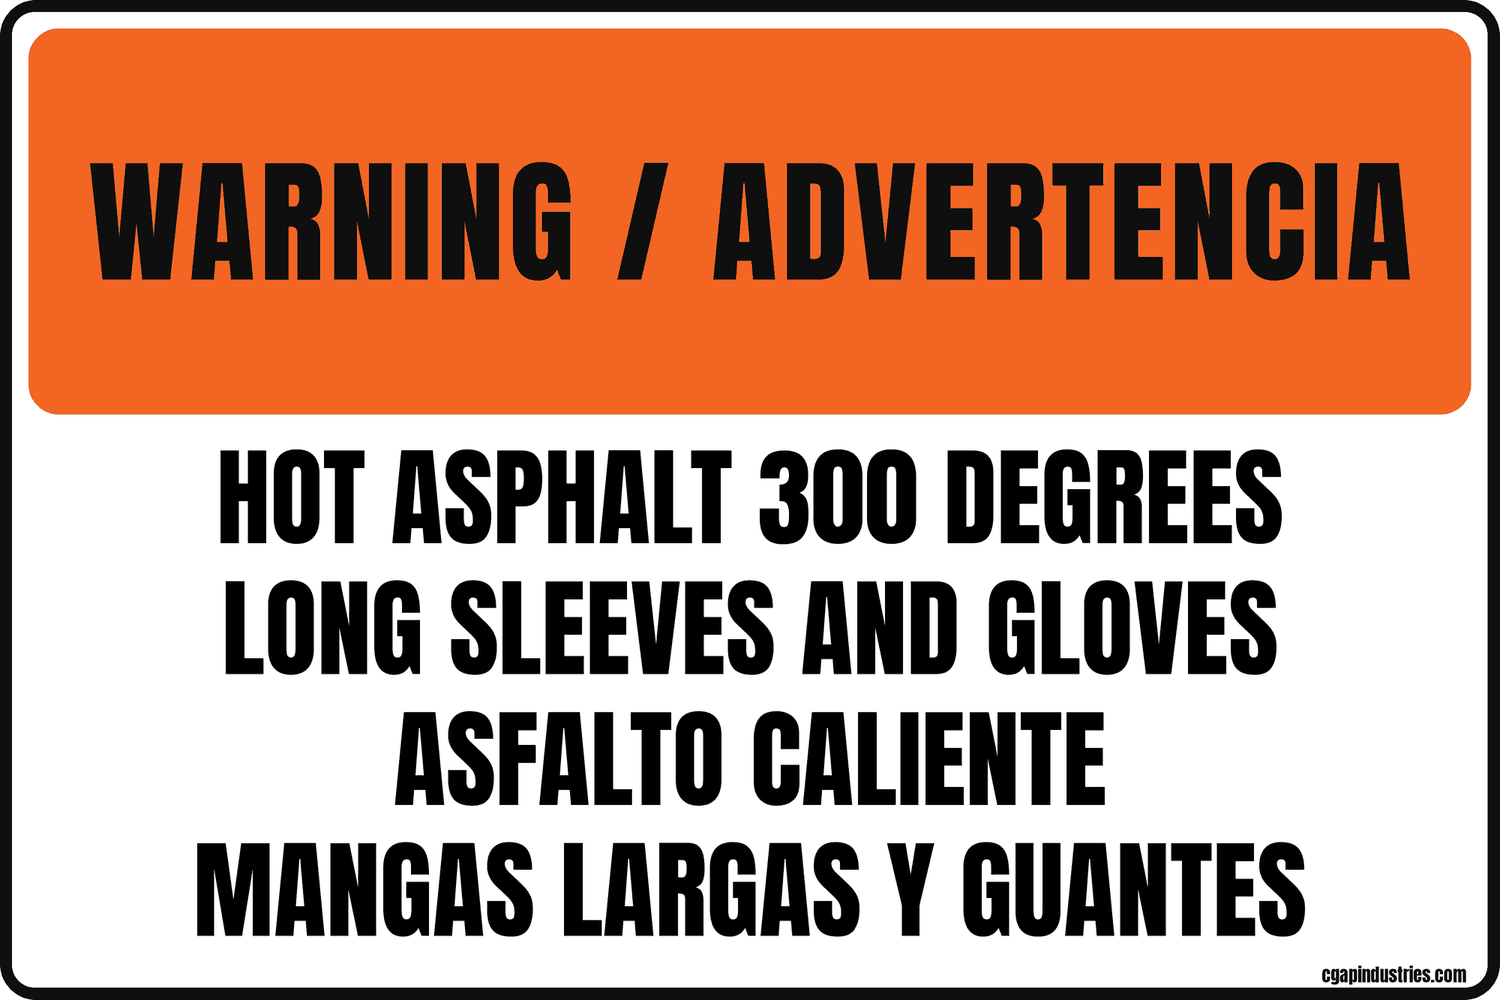 WARNING / ADVERTENCIA
HOT ASPHALT 300 DEGREES
LONG SLEEVES AND GLOVES
ASFALTO CALIENTE
MANGAS LARGAS Y GUANTES
cgapindustries.com